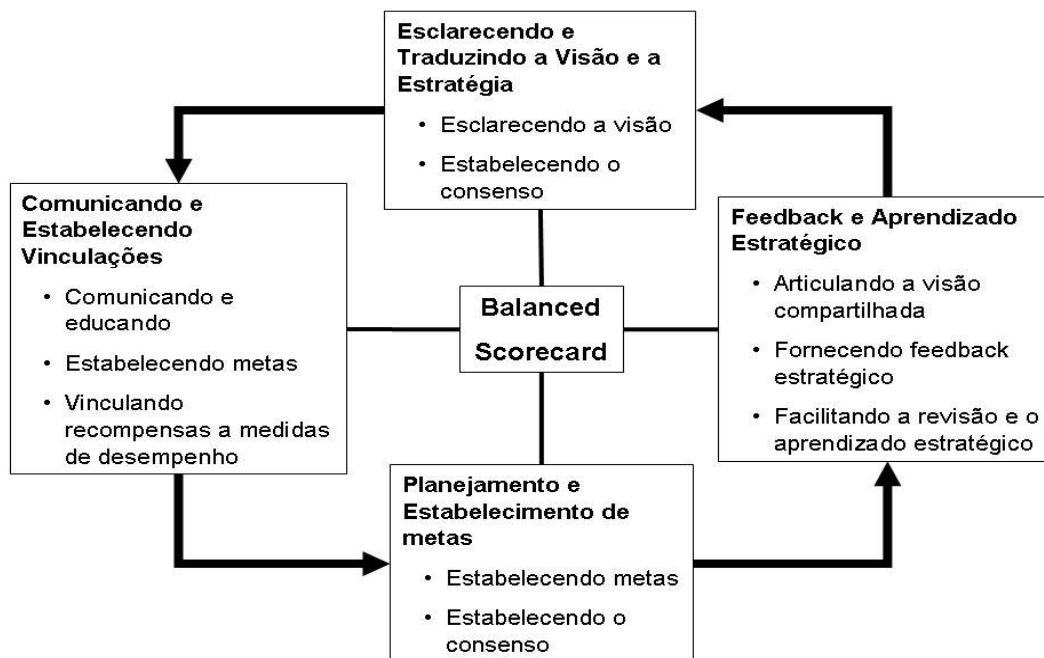 Esclarecendo e
Traduzindo a Visão e a
Estratégia
• Esclarecendo a visão
• Estabelecendo o
consenso
Comunicando e
Estabelecendo
Vinculações
• Comunicando e
educando
• Estabelecendo metas
• Vinculando
recompensas a medidas
de desempenho
Balanced
Scorecard
Feedback e Aprendizado
Estratégico
• Articulando a visão
compartilhada
• Fornecendo feedback
estratégico
• Facilitando a revisão e o
aprendizado estratégico
Planejamento e
Estabelecimento de
metas
• Estabelecendo metas
• Estabelecendo o
consenso